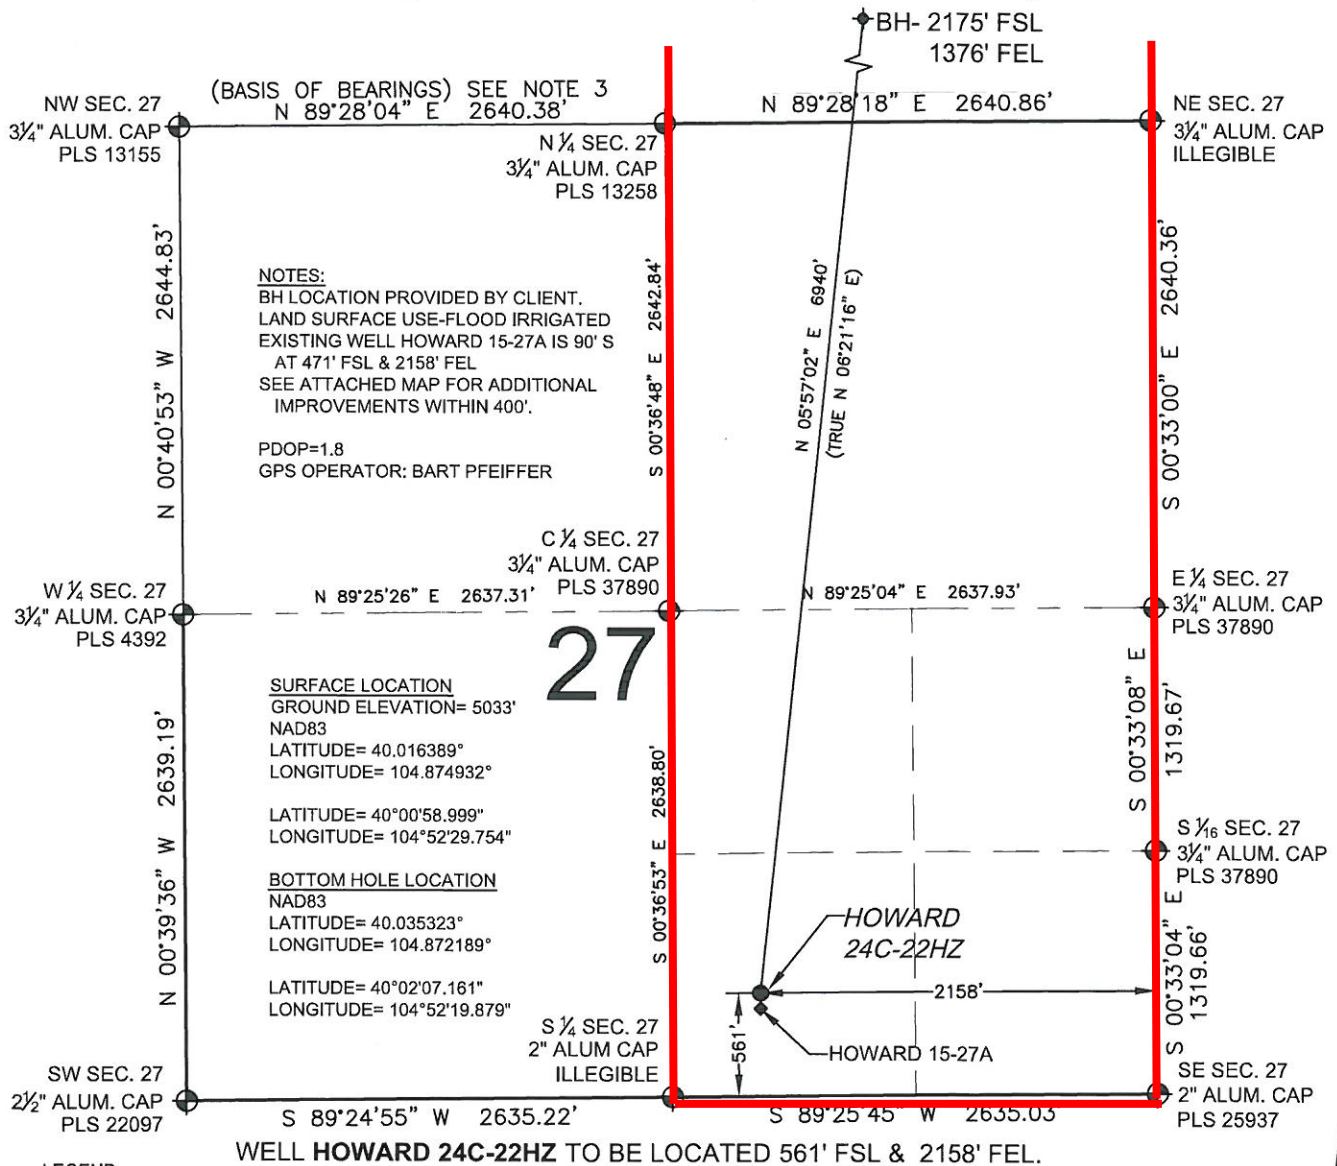 BH- 2175' FSL
1376' FEL
(BASIS OF BEARINGS) SEE NOTE 3
N 89°28'04" E 2640.38'
N 89°28'18" E 2640.86'
NW SEC. 27
3¼" ALUM. CAP
PLS 13155
N ¼ SEC. 27
3¼" ALUM. CAP
PLS 13258
NE SEC. 27
3¼" ALUM. CAP
ILLEGIBLE
N 00°40'53" W 2644.83'
NOTES:
BH LOCATION PROVIDED BY CLIENT.
LAND SURFACE USE-FLOOD IRRIGATED
EXISTING WELL HOWARD 15-27A IS 90' S
AT 471' FSL & 2158' FEL
SEE ATTACHED MAP FOR ADDITIONAL
IMPROVEMENTS WITHIN 400'.
PDOP=1.8
GPS OPERATOR: BART PFEIFFER
S 00°36'48" E 2642.84'
N 05°57'02" E 6940'
(TRUE N 06°21'16" E)
S 00°33'00" E 2640.36'
C ¼ SEC. 27
3¼" ALUM. CAP
PLS 37890
W ¼ SEC. 27
3¼" ALUM. CAP
PLS 4392
N 89°25'26" E 2637.31'
N 89°25'04" E 2637.93'
E ¼ SEC. 27
3¼" ALUM. CAP
PLS 37890
27
N 00°39'36" W 2639.19'
SURFACE LOCATION
GROUND ELEVATION= 5033'
NAD83
LATITUDE= 40.016389°
LONGITUDE= 104.874932°
LATITUDE= 40°00'58.999"
LONGITUDE= 104°52'29.754"
BOTTOM HOLE LOCATION
NAD83
LATITUDE= 40.035323°
LONGITUDE= 104.872189°
LATITUDE= 40°02'07.161"
LONGITUDE= 104°52'19.879"
S 00°36'53" E 2638.80'
S 00°33'08" E
1319.67'
S 1⁄16 SEC. 27
3¼" ALUM. CAP
PLS 37890
HOWARD
24C-22HZ
2158'
561'
HOWARD 15-27A
S 00°33'04" E
1319.66'
S ¼ SEC. 27
2" ALUM CAP
ILLEGIBLE
SW SEC. 27
2½" ALUM. CAP
PLS 22097
SE SEC. 27
2" ALUM. CAP
PLS 25937
S 89°24'55" W 2635.22'
S 89°25'45" W 2635.03'
WELL HOWARD 24C-22HZ TO BE LOCATED 561' FSL & 2158' FEL.